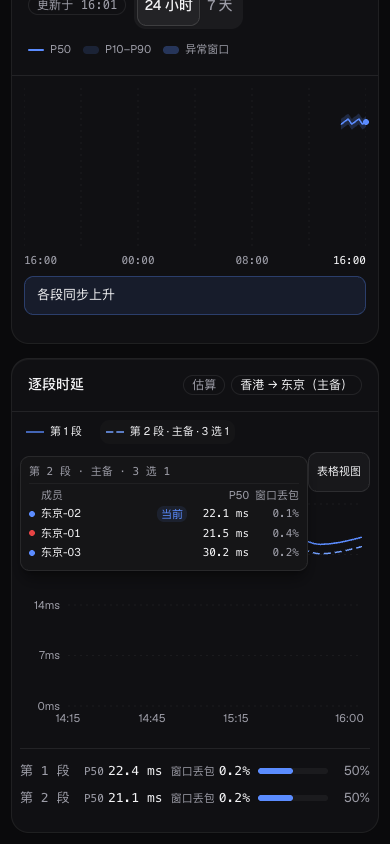 更新于 16:01 24 小时 7 天
P50 P10–P90 异常窗口
16:00 00:00 08:00 16:00
各段同步上升
逐段时延 估算 香港 → 东京（主备）
第 1 段 第 2 段 · 主备 · 3 选 1
第 2 段 · 主备 · 3 选 1 表格视图
成员 P50 窗口丢包
东京-02 当前 22.1 ms 0.1%
东京-01 21.5 ms 0.4%
东京-03 30.2 ms 0.2%
14ms
7ms
0ms
14:15 14:45 15:15 16:00
第 1 段 P50 22.4 ms 窗口丢包 0.2% 50%
第 2 段 P50 21.1 ms 窗口丢包 0.2% 50%